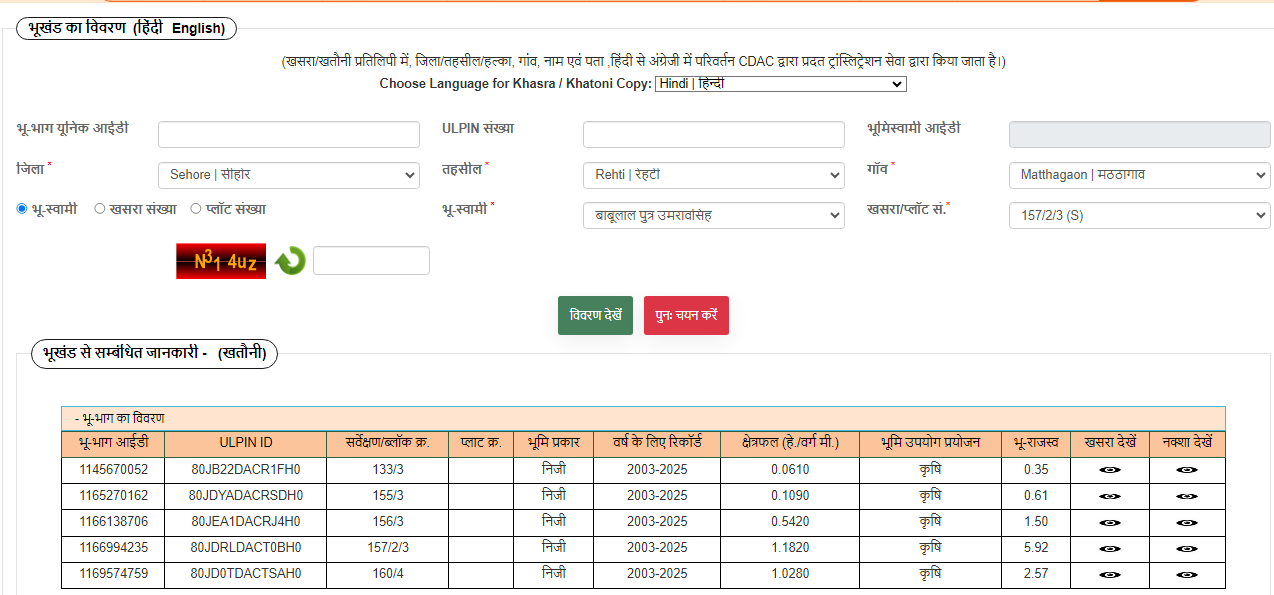 भूखंड का विवरण (हिंदी English)
(खसरा/खतौनी प्रतिलिपी में, जिला/तहसील/हल्का, गांव, नाम एवं पता ,हिंदी से अंग्रेजी में परिवर्तन CDAC द्वारा प्रदत ट्रांस्लिट्रेशन सेवा द्वारा किया जाता है।)
Choose Language for Khasra / Khatoni Copy: Hindi | हिन्दी
भू-भाग यूनिक आईडी ULPIN संख्या भूमिस्वामी आईडी
जिला * Sehore | सीहोर तहसील * Rehti | रेहटी गाँव * Matthagaon | मठठागाव
भू-स्वामी खसरा संख्या प्लॉट संख्या भू-स्वामी * बाबूलाल पुत्र उमरावसिंह खसरा/प्लॉट सं.* 157/2/3 (S)
N31 4uz
विवरण देखें पुनः चयन करें
भूखंड से सम्बंधित जानकारी - (खतौनी)
- भू-भाग का विवरण
भू-भाग आईडी ULPIN ID सर्वेक्षण/ब्लॉक क्र. प्लाट क्र. भूमि प्रकार वर्ष के लिए रिकॉर्ड क्षेत्रफल (हे./वर्ग मी.) भूमि उपयोग प्रयोजन भू-राजस्व खसरा देखें नक्शा देखें
1145670052 80JB22DACR1FH0 133/3 निजी 2003-2025 0.0610 कृषि 0.35
1165270162 80JDYADACRSDH0 155/3 निजी 2003-2025 0.1090 कृषि 0.61
1166138706 80JEA1DACRJ4H0 156/3 निजी 2003-2025 0.5420 कृषि 1.50
1166994235 80JDRLDACT0BH0 157/2/3 निजी 2003-2025 1.1820 कृषि 5.92
1169574759 80JD0TDACTSAH0 160/4 निजी 2003-2025 1.0280 कृषि 2.57